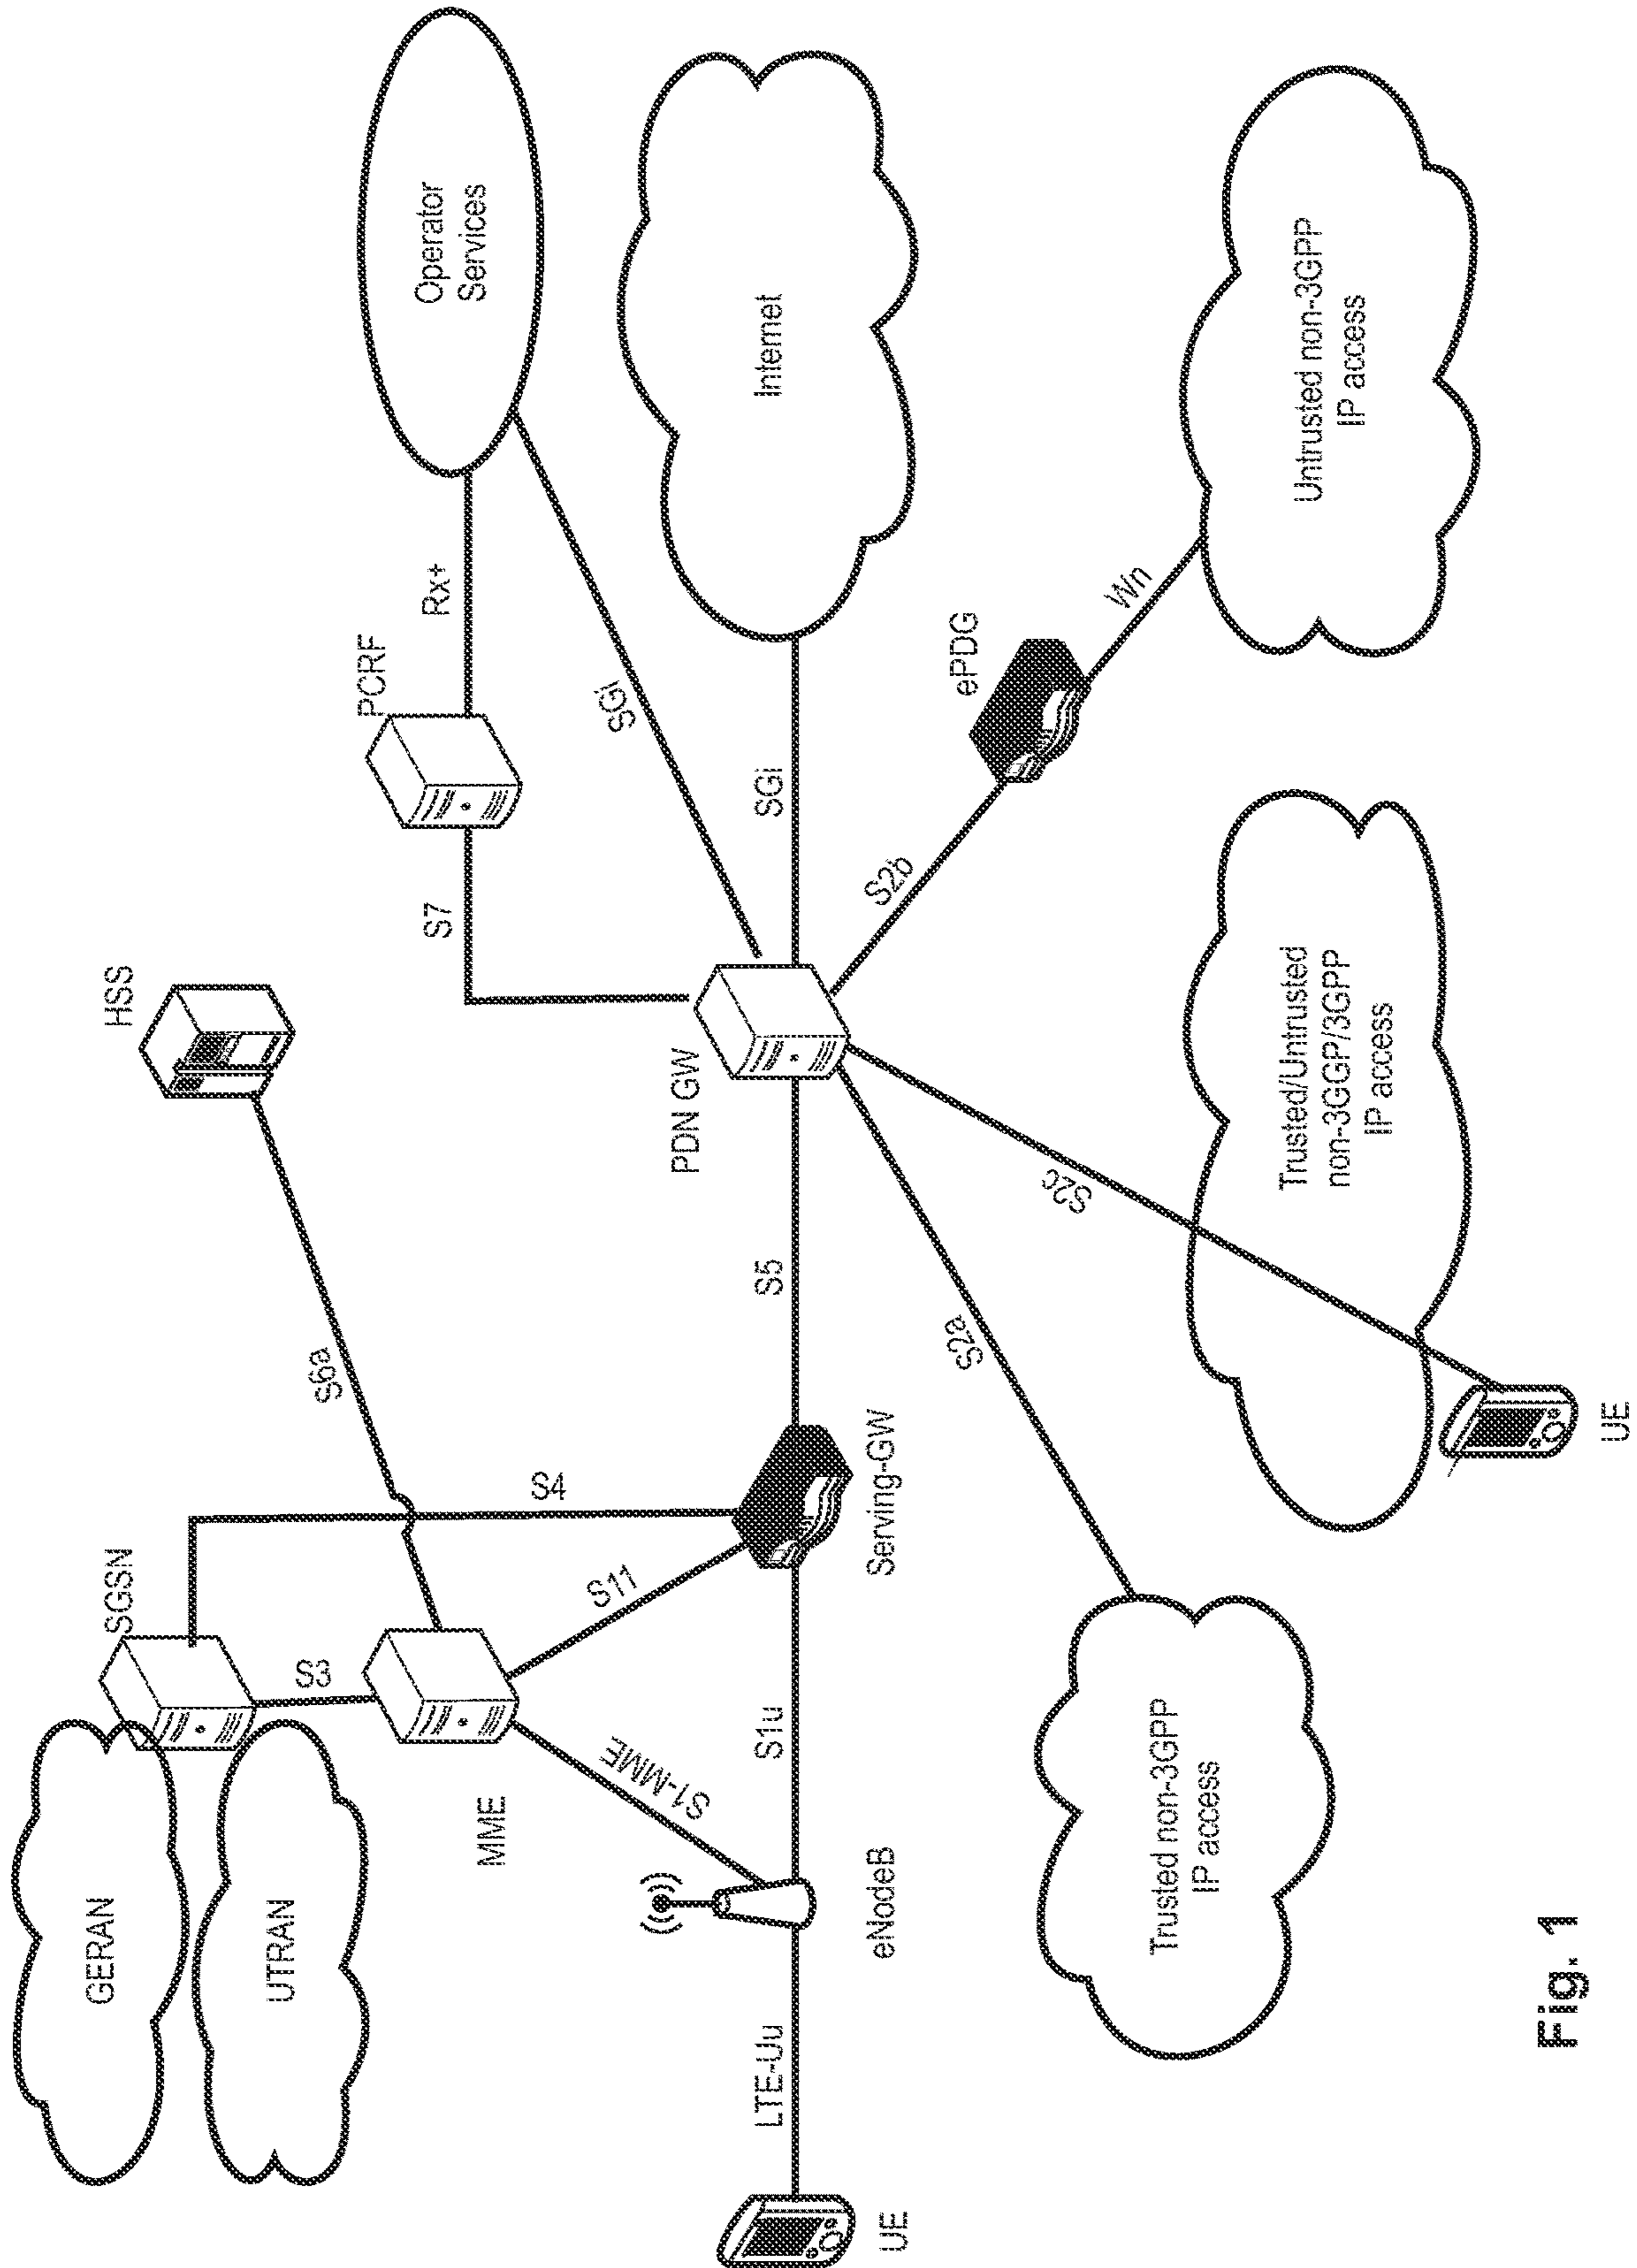 GERAN
UTRAN
SGSN
HSS
S3
S6a
S4
MME
S11
S7
PCRF
Rx+
Operator
Services
S1-MME
SGi
UE
LTE-Uu
eNodeB
S1u
Serving-GW
S5
PDN GW
SGi
Internet
S2a
S2c
S2b
ePDG
Wn
Trusted non-3GPP
IP access
Trusted/Untrusted
non-3GGP/3GPP
IP access
Untrusted non-3GPP
IP access
UE
Fig. 1